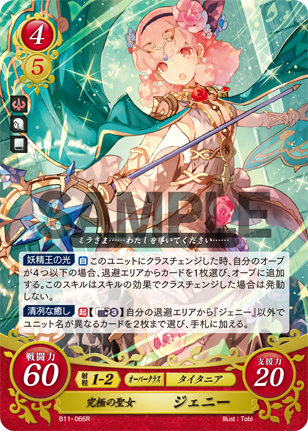 4
5
SAMPLE
ミラさま……わたしを導いてください……
妖精王の光 自 このユニットにクラスチェンジした時、自分のオーブ
が4つ以下の場合、退避エリアからカードを1枚選び、オーブに追加
する。このスキルはスキルの効果でクラスチェンジした場合は発動
しない。
清冽な癒し 起 【 3】自分の退避エリアから『ジェニー』以外で
ユニット名が異なるカードを2枚まで選び、手札に加える。
戦闘力
60
射程 1-2 オーバークラス タイタニア
支援力
20
究極の聖女 ジェニー
B11-066R
Illust : Tobi